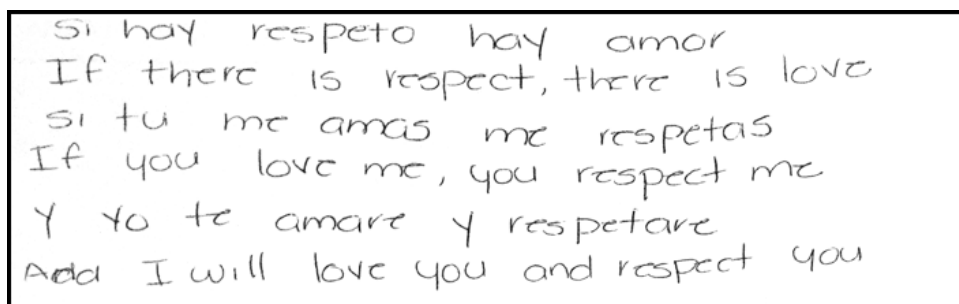 Si hay respeto hay amor
If there is respect, there is love
si tu me amas me respetas
If you love me, you respect me
Y Yo te amare y respetare
And I will love you and respect you